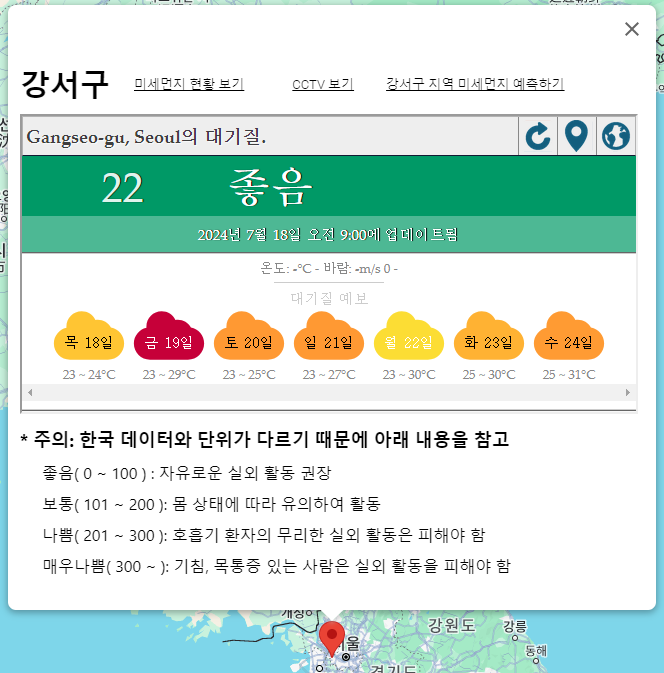 강서구 미세먼지 현황 보기 CCTV 보기 강서구 지역 미세먼지 예측하기
Gangseo-gu, Seoul의 대기질.
22 좋음
2024년 7월 18일 오전 9:00에 업데이트됨
온도: -°C - 바람: -m/s 0 -
대기질 예보
목 18일 금 19일 토 20일 일 21일 월 22일 화 23일 수 24일
23 ~ 24°C 23 ~ 29°C 23 ~ 25°C 23 ~ 27°C 23 ~ 30°C 25 ~ 30°C 25 ~ 31°C
* 주의: 한국 데이터와 단위가 다르기 때문에 아래 내용을 참고
좋음( 0 ~ 100 ) : 자유로운 실외 활동 권장
보통( 101 ~ 200 ): 몸 상태에 따라 유의하여 활동
나쁨( 201 ~ 300 ): 호흡기 환자의 무리한 실외 활동은 피해야 함
매우나쁨( 300 ~ ): 기침, 목통증 있는 사람은 실외 활동을 피해야 함
강원도 강릉
동해
경기도